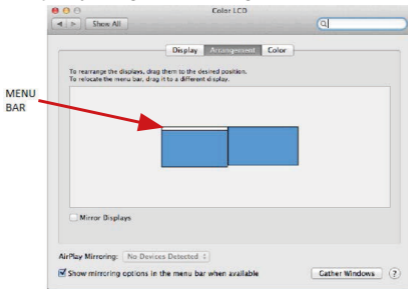 Color LCD
Show All
Display Arrangement Color
To rearrange the displays, drag them to the desired position.
To relocate the menu bar, drag it to a different display.
MENU
BAR
Mirror Displays
AirPlay Mirroring: No Devices Detected
Show mirroring options in the menu bar when available
Gather Windows ?